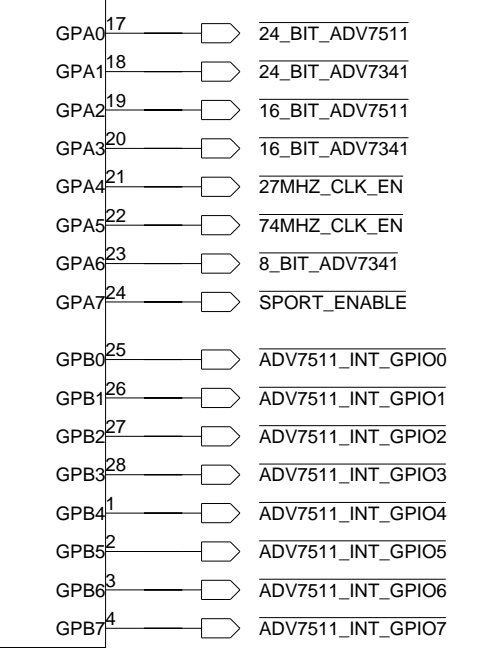 GPA0 17 24_BIT_ADV7511
GPA1 18 24_BIT_ADV7341
GPA2 19 16_BIT_ADV7511
GPA3 20 16_BIT_ADV7341
GPA4 21 27MHZ_CLK_EN
GPA5 22 74MHZ_CLK_EN
GPA6 23 8_BIT_ADV7341
GPA7 24 SPORT_ENABLE
GPB0 25 ADV7511_INT_GPIO0
GPB1 26 ADV7511_INT_GPIO1
GPB2 27 ADV7511_INT_GPIO2
GPB3 28 ADV7511_INT_GPIO3
GPB4 1 ADV7511_INT_GPIO4
GPB5 2 ADV7511_INT_GPIO5
GPB6 3 ADV7511_INT_GPIO6
GPB7 4 ADV7511_INT_GPIO7